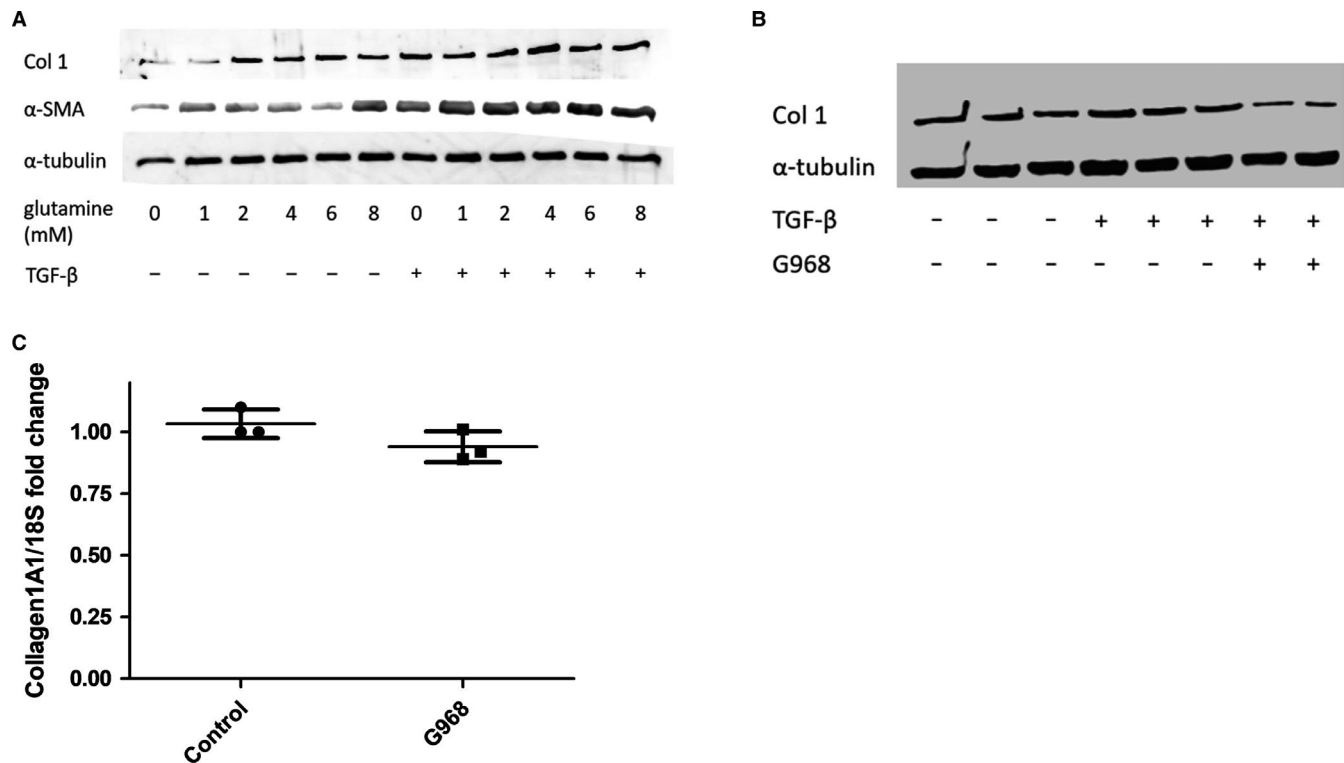 A
Col 1
α-SMA
α-tubulin
glutamine (mM) 0 1 2 4 6 8 0 1 2 4 6 8
TGF-β – – – – – – + + + + + +
B
Col 1
α-tubulin
TGF-β – – – + + + + +
G968 – – – – – – + +
C
Collagen1A1/18S fold change
1.00
0.75
0.50
0.25
0.00
Control
G968